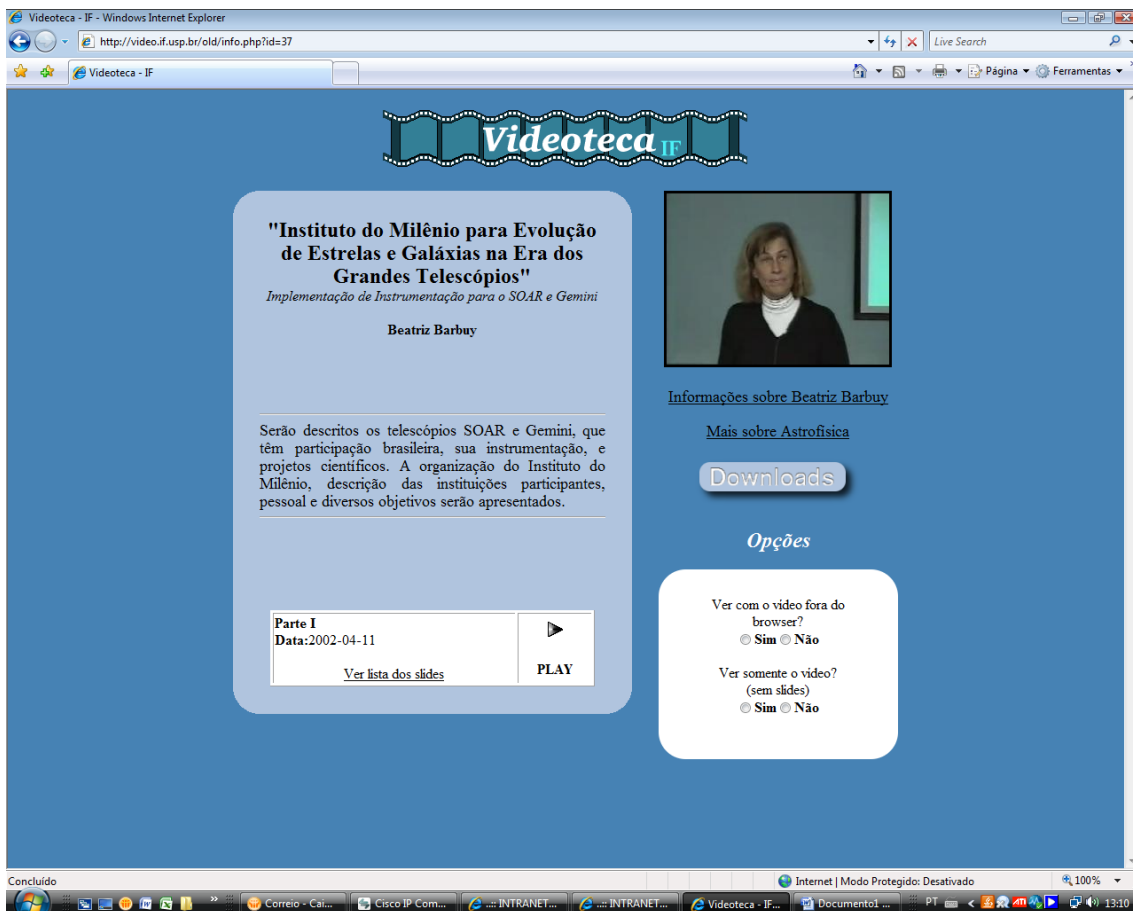 Videoteca - IF - Windows Internet Explorer
http://video.if.usp.br/old/info.php?id=37
Live Search
Videoteca - IF
Página
Ferramentas
Videoteca IF
"Instituto do Milênio para Evolução
de Estrelas e Galáxias na Era dos
Grandes Telescópios"
Implementação de Instrumentação para o SOAR e Gemini
Beatriz Barbuy
Serão descritos os telescópios SOAR e Gemini, que
têm participação brasileira, sua instrumentação, e
projetos científicos. A organização do Instituto do
Milênio, descrição das instituições participantes,
pessoal e diversos objetivos serão apresentados.
Parte I
Data:2002-04-11
Ver lista dos slides
PLAY
Informações sobre Beatriz Barbuy
Mais sobre Astrofísica
Downloads
Opções
Ver com o vídeo fora do
browser?
Sim Não
Ver somente o vídeo?
(sem slides)
Sim Não
Concluído
Internet | Modo Protegido: Desativado
100%
Correio - Cai...
Cisco IP Com...
..:: INTRANET...
..:: INTRANET...
Videoteca - IF...
Documento1 ...
PT
13:10